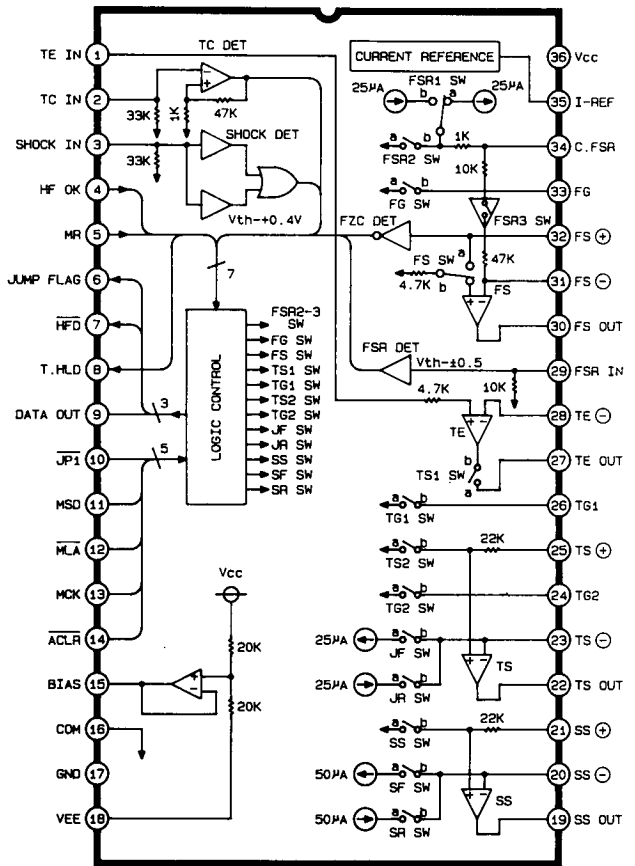 TE IN 1
TC IN 2
SHOCK IN 3
HF OK 4
MR 5
JUMP FLAG 6
HFD 7
T.HLD 8
DATA OUT 9
JP1 10
MSD 11
MLA 12
MCK 13
ACLR 14
BIAS 15
COM 16
GND 17
VEE 18
TC DET
33K
1K
47K
SHOCK DET
33K
Vth-+0.4V
7
3
5
LOGIC CONTROL
FSR2-3
SW
FG SW
FS SW
TS1 SW
TG1 SW
TS2 SW
TG2 SW
JF SW
JR SW
SS SW
SF SW
SR SW
Vcc
20K
20K
CURRENT REFERENCE
FSR1 SW
25µA b a 25µA
a b 1K
FSR2 SW
10K
a b
FG SW
FSR3 SW
FZC DET
FS SW a
47K
4.7K b FS
FSR DET
Vth-±0.5
4.7K 10K
TE
TS1 SW b
a
a b
TG1 SW
a b 22K
TS2 SW
a b
TG2 SW
25µA a b
JF SW
TS
25µA a b
JR SW
a b 22K
SS SW
50µA a b
SF SW
SS
50µA a b
SR SW
36 Vcc
35 I-REF
34 C.FSR
33 FG
32 FS ⊕
31 FS ⊖
30 FS OUT
29 FSR IN
28 TE ⊖
27 TE OUT
26 TG1
25 TS ⊕
24 TG2
23 TS ⊖
22 TS OUT
21 SS ⊕
20 SS ⊖
19 SS OUT